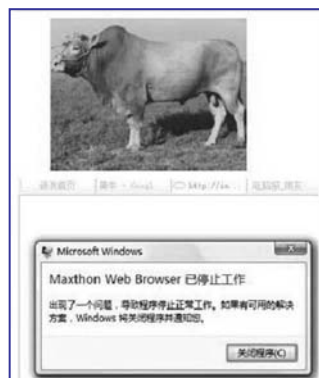 Microsoft Windows
Maxthon Web Browser 已停止工作
出现了一个问题，导致程序停止正常工作。如果有可用的解决
方案，Windows 将关闭程序并通知您。
关闭程序(C)